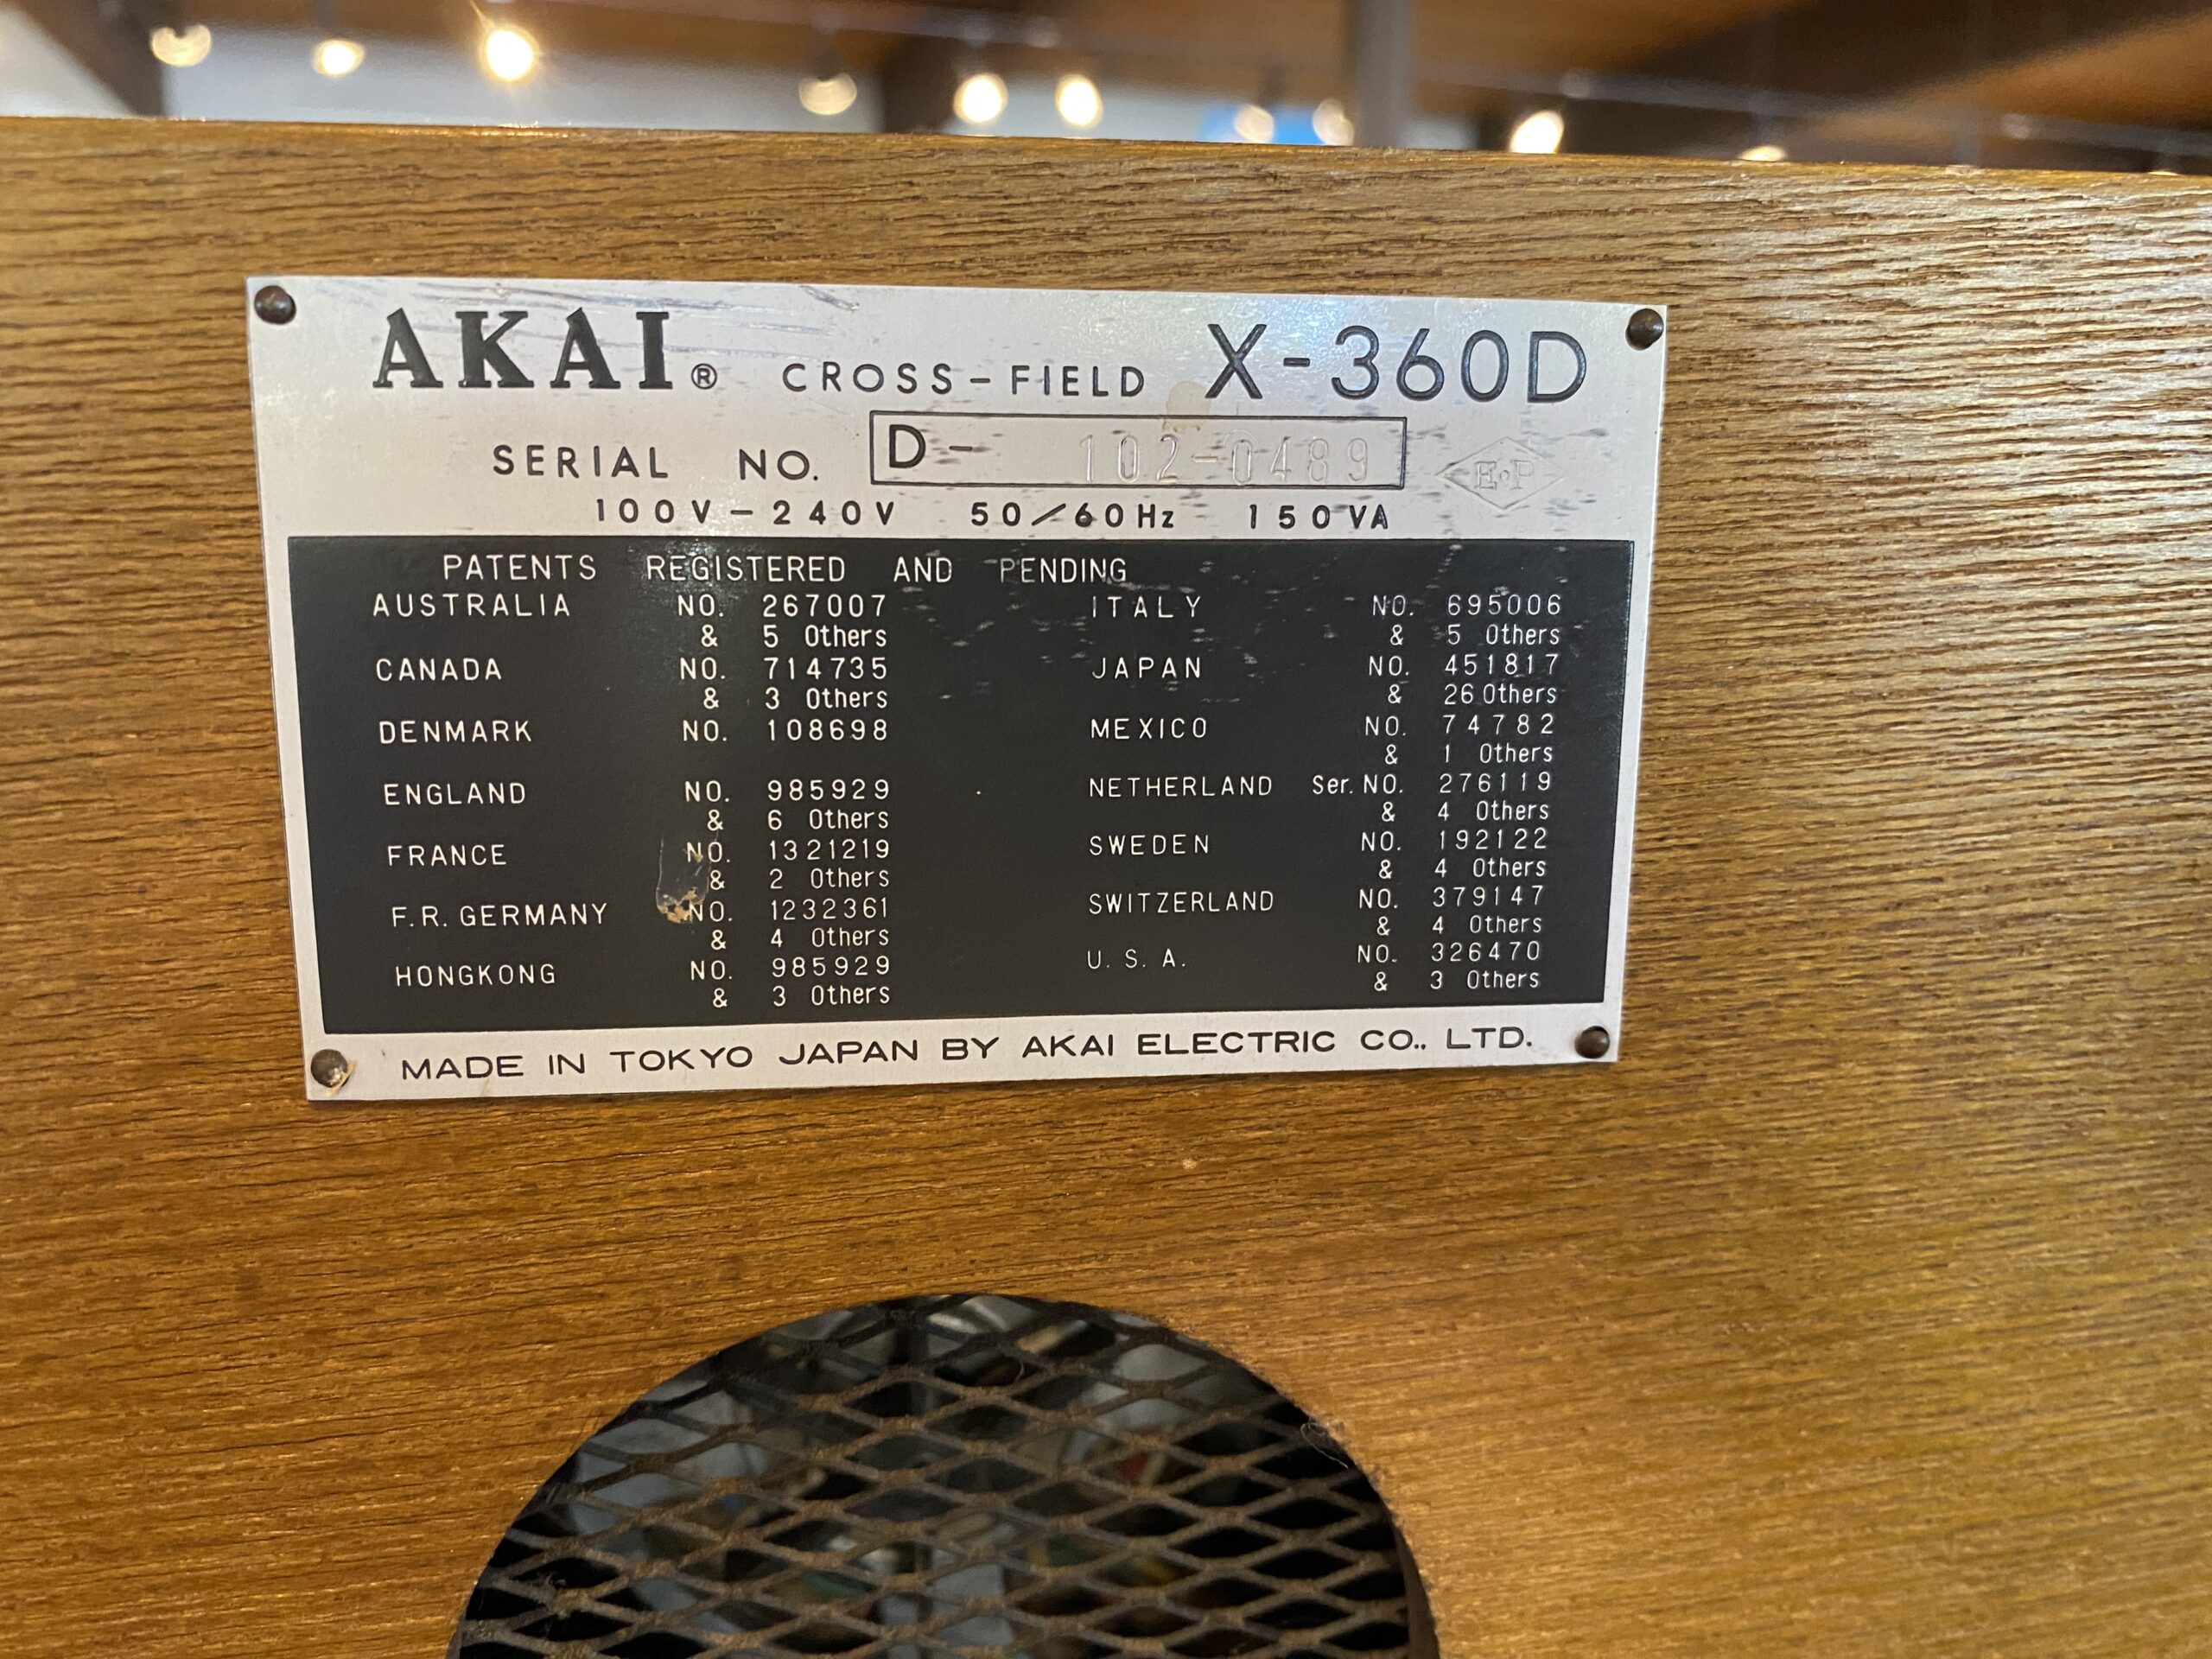 AKAI® CROSS-FIELD X-360D
SERIAL NO. D- 102-0489
E·P
100V-240V 50/60Hz 150VA
PATENTS REGISTERED AND PENDING
AUSTRALIA NO. 267007
& 5 Others
CANADA NO. 714735
& 3 Others
DENMARK NO. 108698
ENGLAND NO. 985929
& 6 Others
FRANCE NO. 1321219
& 2 Others
F.R. GERMANY NO. 1232361
& 4 Others
HONGKONG NO. 985929
& 3 Others
ITALY NO. 695006
& 5 Others
JAPAN NO. 451817
& 26 Others
MEXICO NO. 74782
& 1 Others
NETHERLAND Ser. NO. 276119
& 4 Others
SWEDEN NO. 192122
& 4 Others
SWITZERLAND NO. 379147
& 4 Others
U. S. A. NO. 326470
& 3 Others
MADE IN TOKYO JAPAN BY AKAI ELECTRIC CO., LTD.